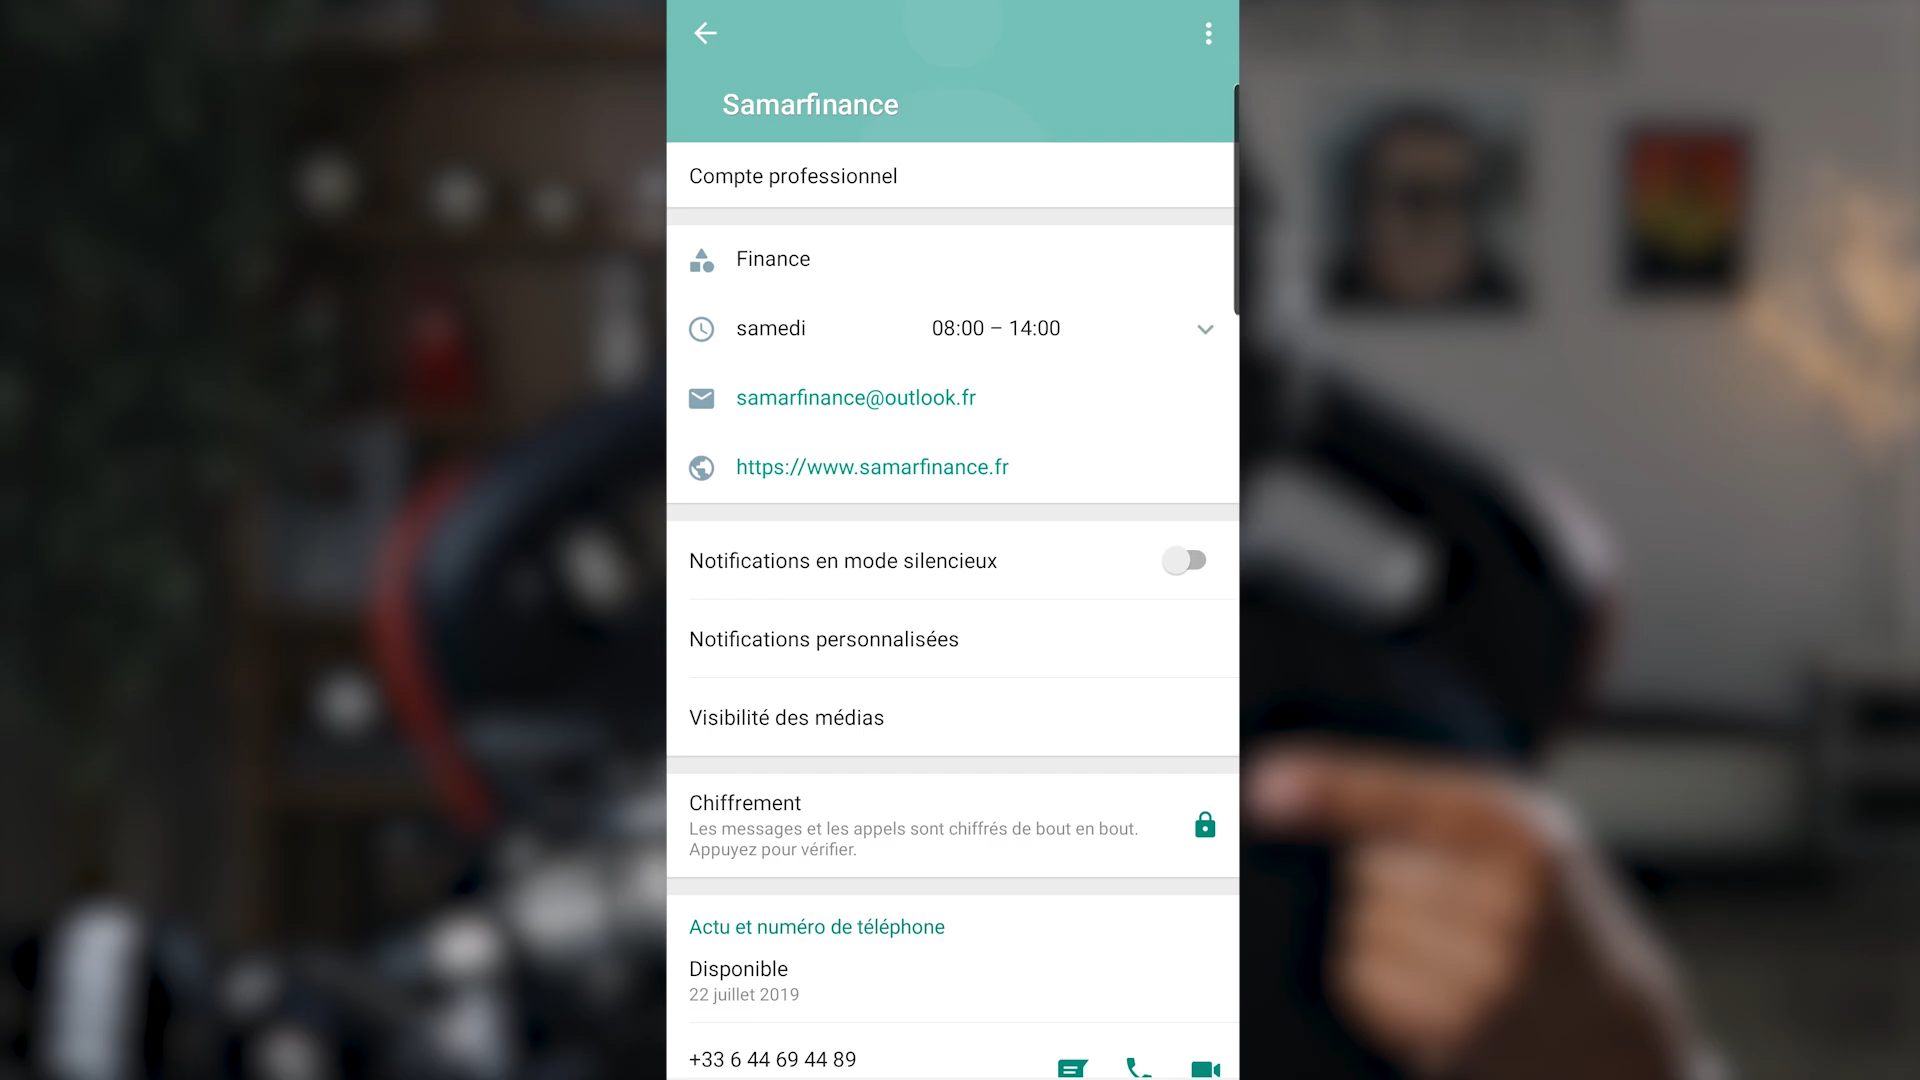 Samarfinance
Compte professionnel
Finance
samedi 08:00 – 14:00
samarfinance@outlook.fr
https://www.samarfinance.fr
Notifications en mode silencieux
Notifications personnalisées
Visibilité des médias
Chiffrement
Les messages et les appels sont chiffrés de bout en bout.
Appuyez pour vérifier.
Actu et numéro de téléphone
Disponible
22 juillet 2019
+33 6 44 69 44 89